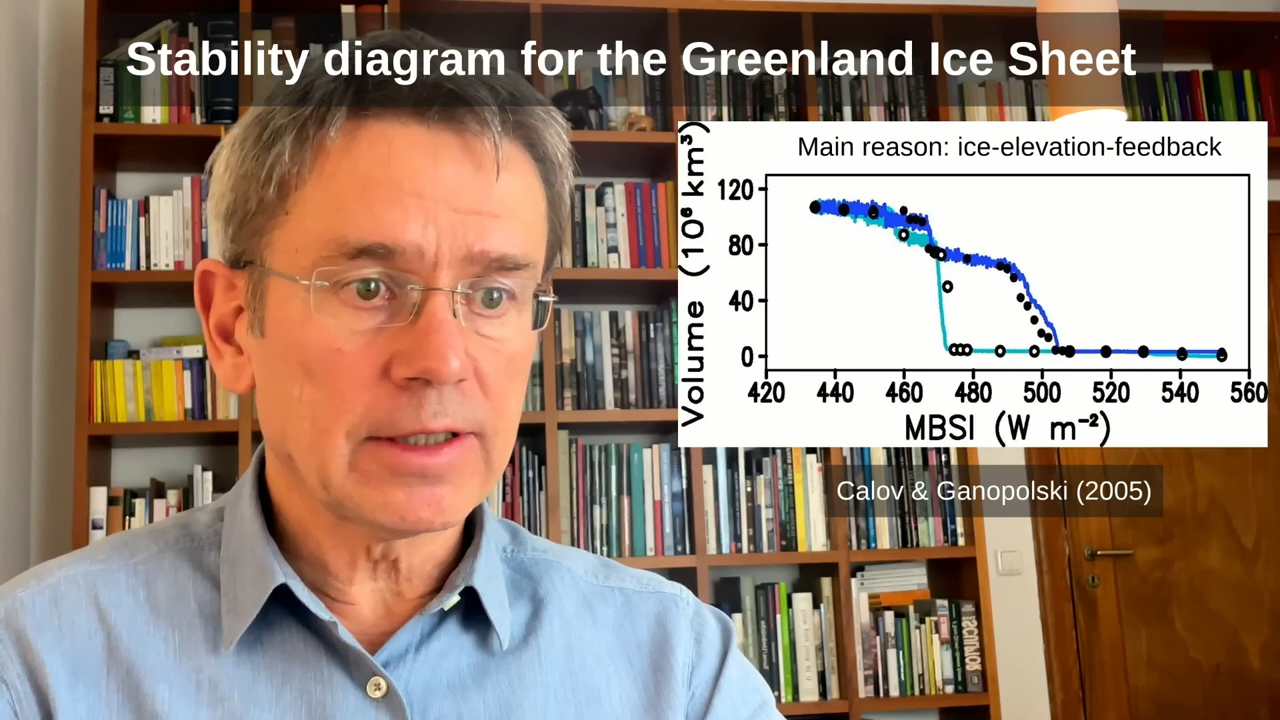 Stability diagram for the Greenland Ice Sheet
Main reason: ice-elevation-feedback
Volume (10⁶ km³)
120
80
40
0
420 440 460 480 500 520 540 560
MBSI (W m⁻²)
Calov & Ganopolski (2005)